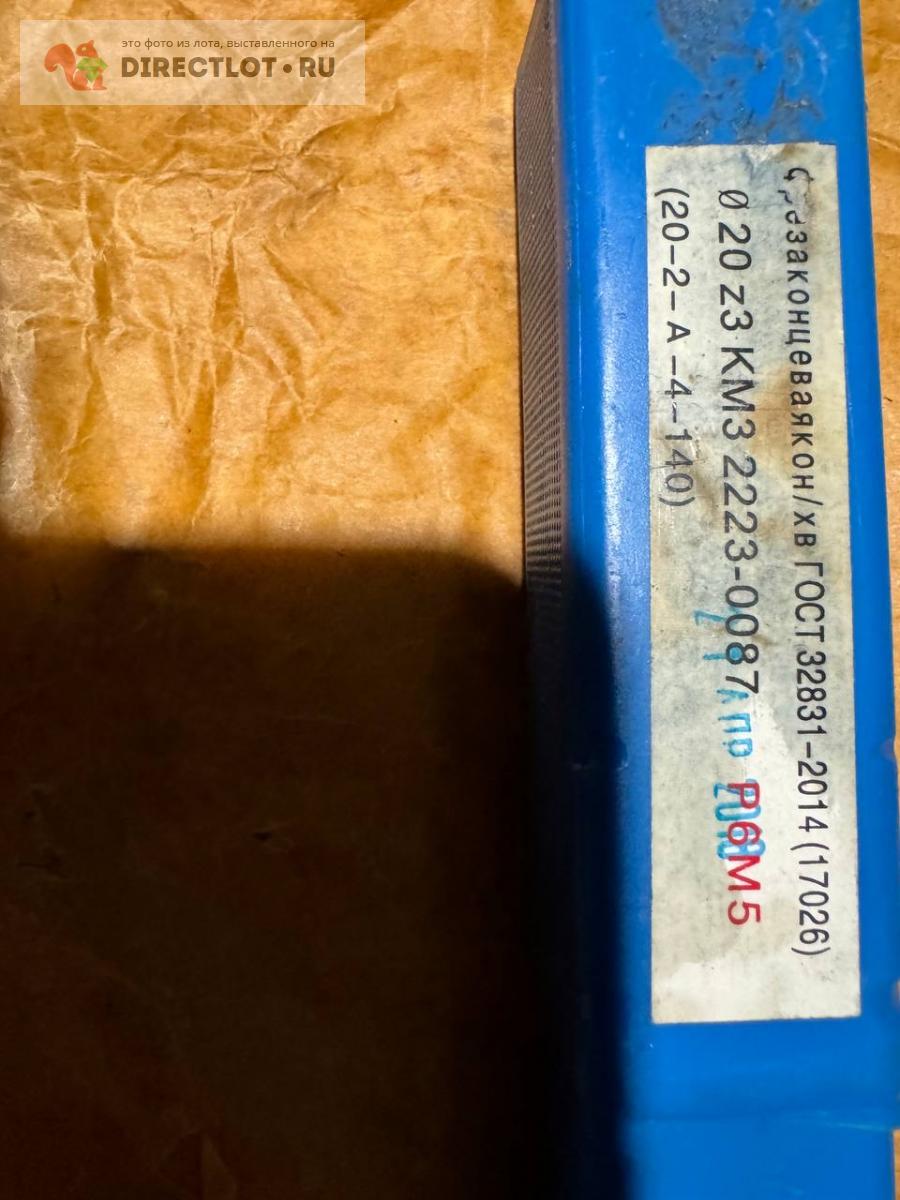 это фото из лота, выставленного на
DIRECTLOT.RU
Фрезаконцеваякон/хв ГОСТ 32831-2014 (17026)
Ø 20 z3 КМ3 2223-0087 Р6М5
(20-2-А-4-140)